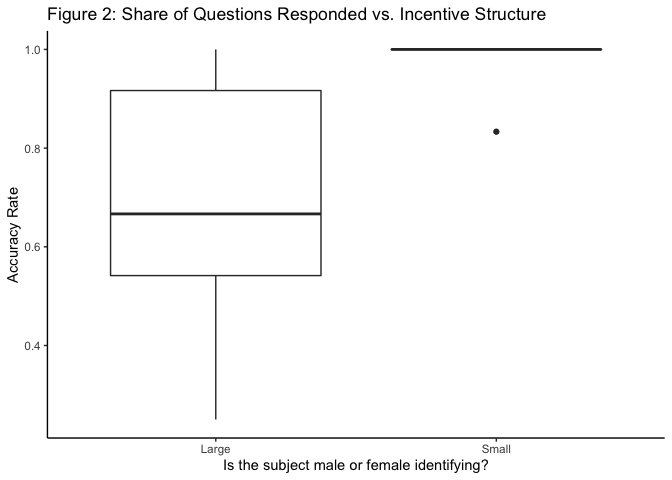 Figure 2: Share of Questions Responded vs. Incentive Structure
1.0
0.8
0.6
0.4
Accuracy Rate
Large
Small
Is the subject male or female identifying?